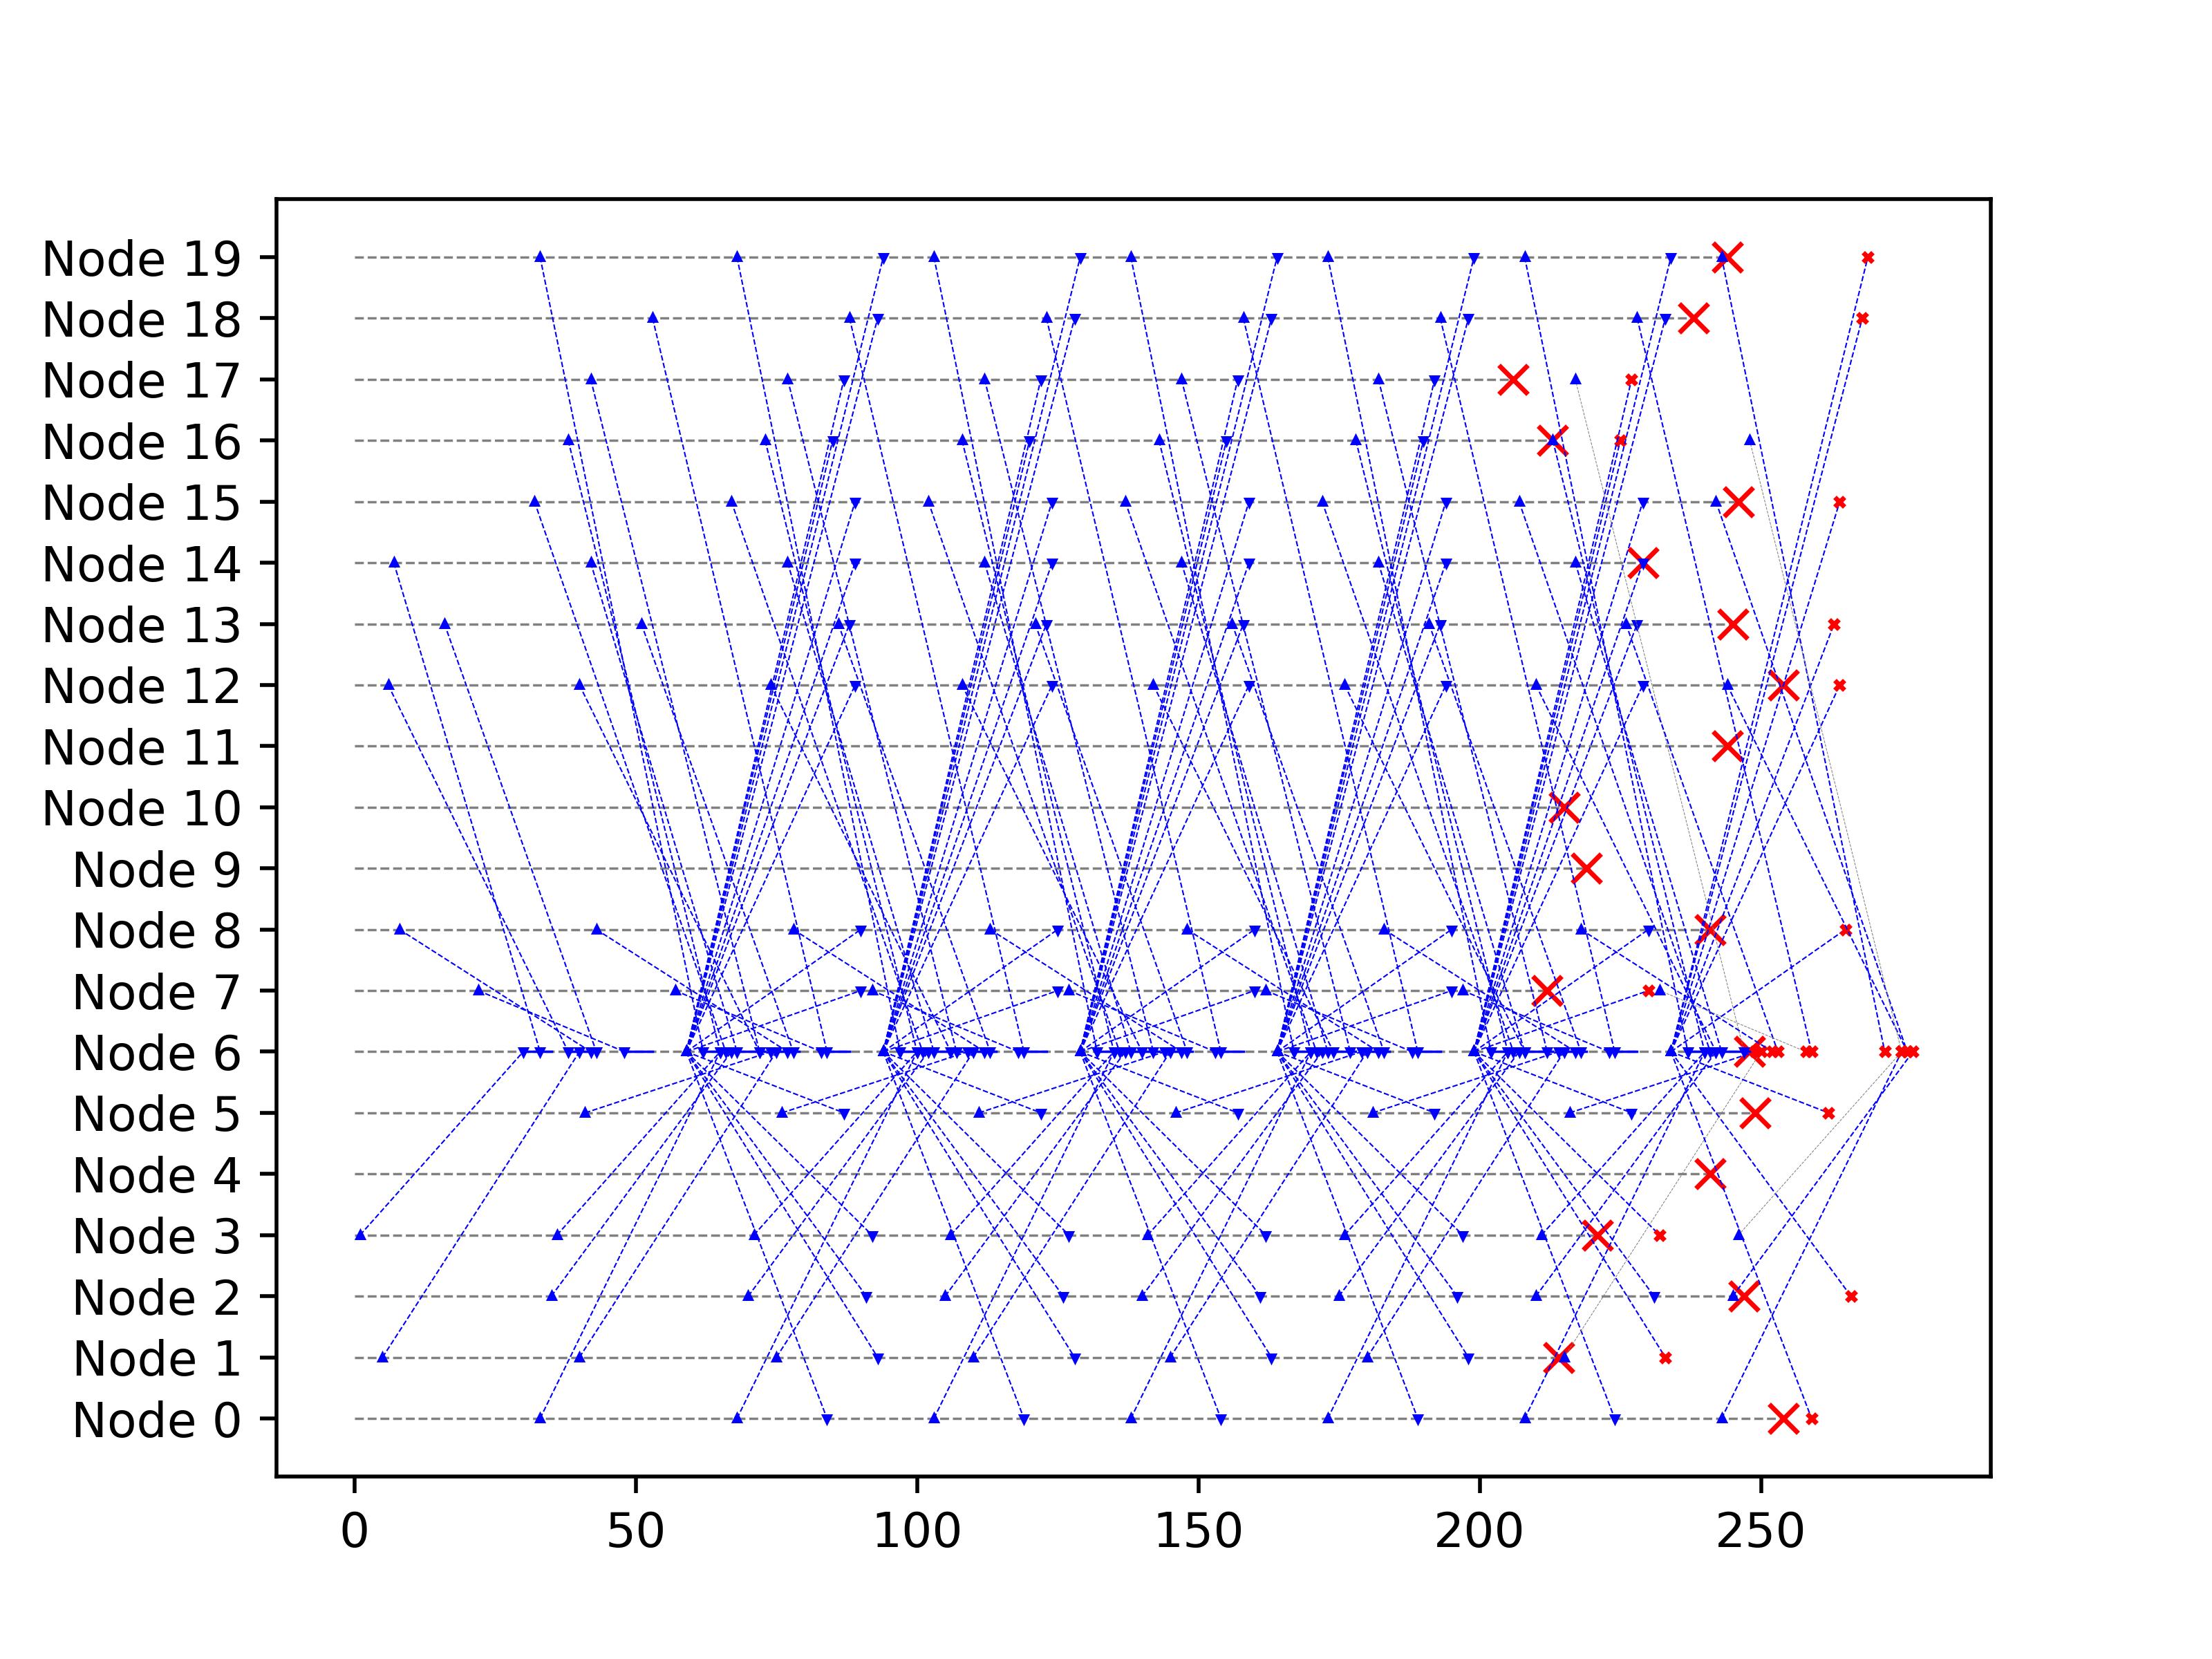 Node 19
Node 18
Node 17
Node 16
Node 15
Node 14
Node 13
Node 12
Node 11
Node 10
Node 9
Node 8
Node 7
Node 6
Node 5
Node 4
Node 3
Node 2
Node 1
Node 0
0 50 100 150 200 250